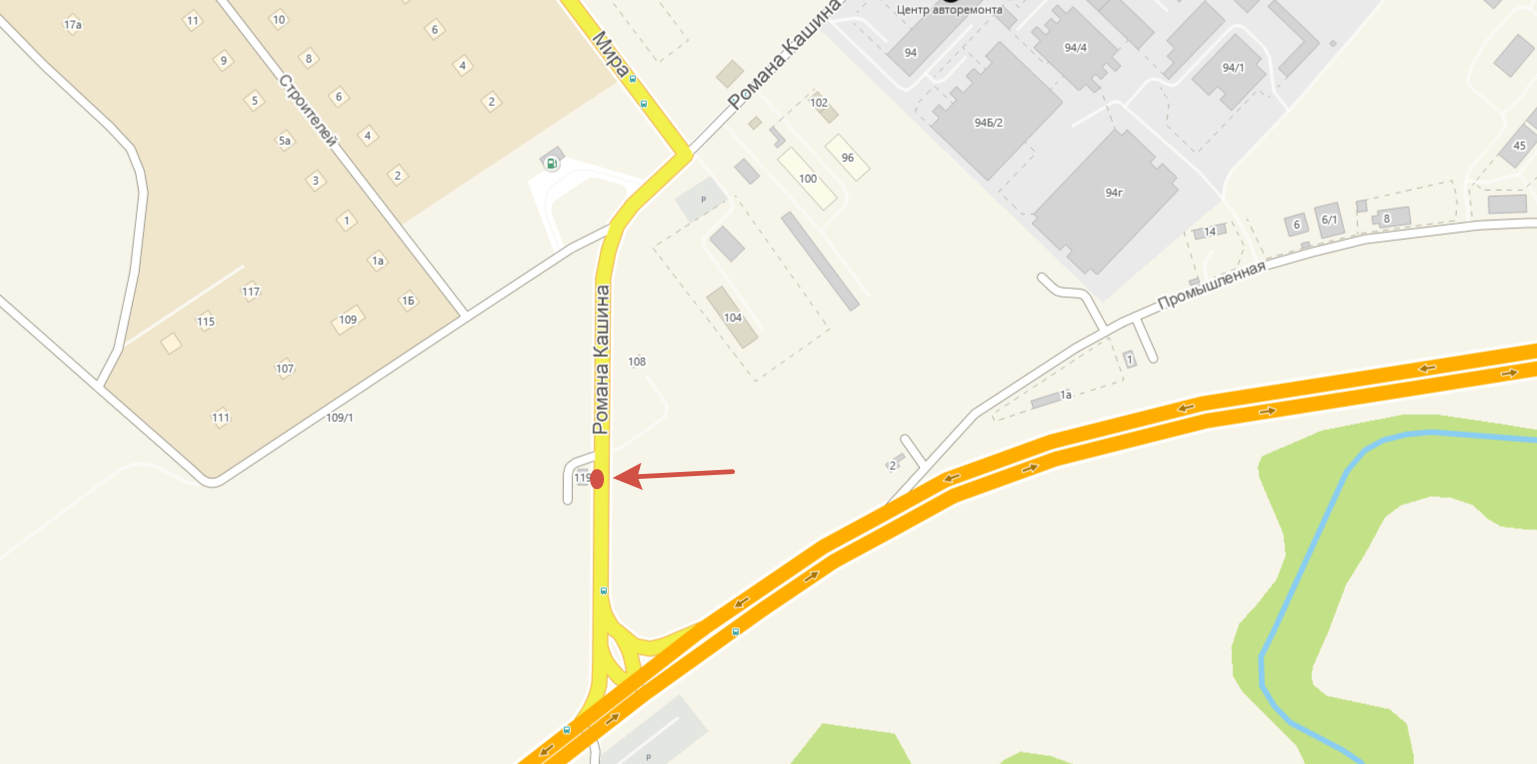 Центр авторемонта
17а
11
10
6
Мира
Романа Кашина
94
94/4
94/1
9
8
4
Строителей
5
6
2
102
94Б/2
5а
4
45
3
2
100
96
94г
1
6
6/1
8
14
1а
Р
Промышленная
117
1Б
115
109
104
Романа Кашина
107
108
1
1а
111
109/1
2
119
Р